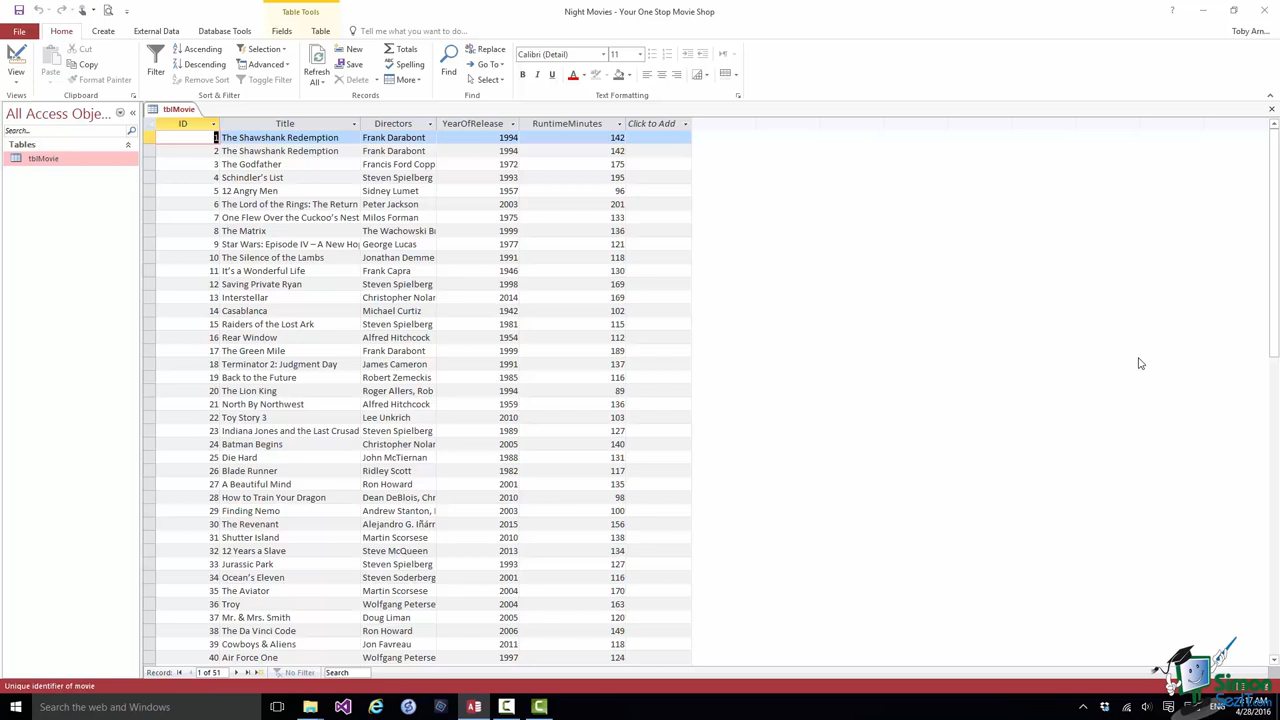 Table Tools
Night Movies - Your One Stop Movie Shop
File Home Create External Data Database Tools Fields Table Tell me what you want to do... Toby Arn...
View Paste Cut Copy Format Painter
Filter Ascending Descending Remove Sort Selection Advanced Toggle Filter
Refresh All New Save Delete Totals Spelling More
Find Replace Go To Select
Calibri (Detail) 11
B I U A
Views Clipboard Sort & Filter Records Find Text Formatting
All Access Obje...
Search...
Tables
tblMovie
tblMovie
ID Title Directors YearOfRelease RuntimeMinutes Click to Add
1 The Shawshank Redemption Frank Darabont 1994 142
2 The Shawshank Redemption Frank Darabont 1994 142
3 The Godfather Francis Ford Copp 1972 175
4 Schindler's List Steven Spielberg 1993 195
5 12 Angry Men Sidney Lumet 1957 96
6 The Lord of the Rings: The Return Peter Jackson 2003 201
7 One Flew Over the Cuckoo's Nest Milos Forman 1975 133
8 The Matrix The Wachowski B 1999 136
9 Star Wars: Episode IV – A New Ho George Lucas 1977 121
10 The Silence of the Lambs Jonathan Demme 1991 118
11 It's a Wonderful Life Frank Capra 1946 130
12 Saving Private Ryan Steven Spielberg 1998 169
13 Interstellar Christopher Nolan 2014 169
14 Casablanca Michael Curtiz 1942 102
15 Raiders of the Lost Ark Steven Spielberg 1981 115
16 Rear Window Alfred Hitchcock 1954 112
17 The Green Mile Frank Darabont 1999 189
18 Terminator 2: Judgment Day James Cameron 1991 137
19 Back to the Future Robert Zemeckis 1985 116
20 The Lion King Roger Allers, Rob 1994 89
21 North By Northwest Alfred Hitchcock 1959 136
22 Toy Story 3 Lee Unkrich 2010 103
23 Indiana Jones and the Last Crusad Steven Spielberg 1989 127
24 Batman Begins Christopher Nolan 2005 140
25 Die Hard John McTiernan 1988 131
26 Blade Runner Ridley Scott 1982 117
27 A Beautiful Mind Ron Howard 2001 135
28 How to Train Your Dragon Dean DeBlois, Chr 2010 98
29 Finding Nemo Andrew Stanton, 2003 100
30 The Revenant Alejandro G. Iñárr 2015 156
31 Shutter Island Martin Scorsese 2010 138
32 12 Years a Slave Steve McQueen 2013 134
33 Jurassic Park Steven Spielberg 1993 127
34 Ocean's Eleven Steven Soderberg 2001 116
35 The Aviator Martin Scorsese 2004 170
36 Troy Wolfgang Peterse 2004 163
37 Mr. & Mrs. Smith Doug Liman 2005 120
38 The Da Vinci Code Ron Howard 2006 149
39 Cowboys & Aliens Jon Favreau 2011 118
40 Air Force One Wolfgang Peterse 1997 124
Record: 1 of 51 No Filter Search
Unique identifier of movie
Simon Sez IT
Search the web and Windows
ENG
4/28/2016